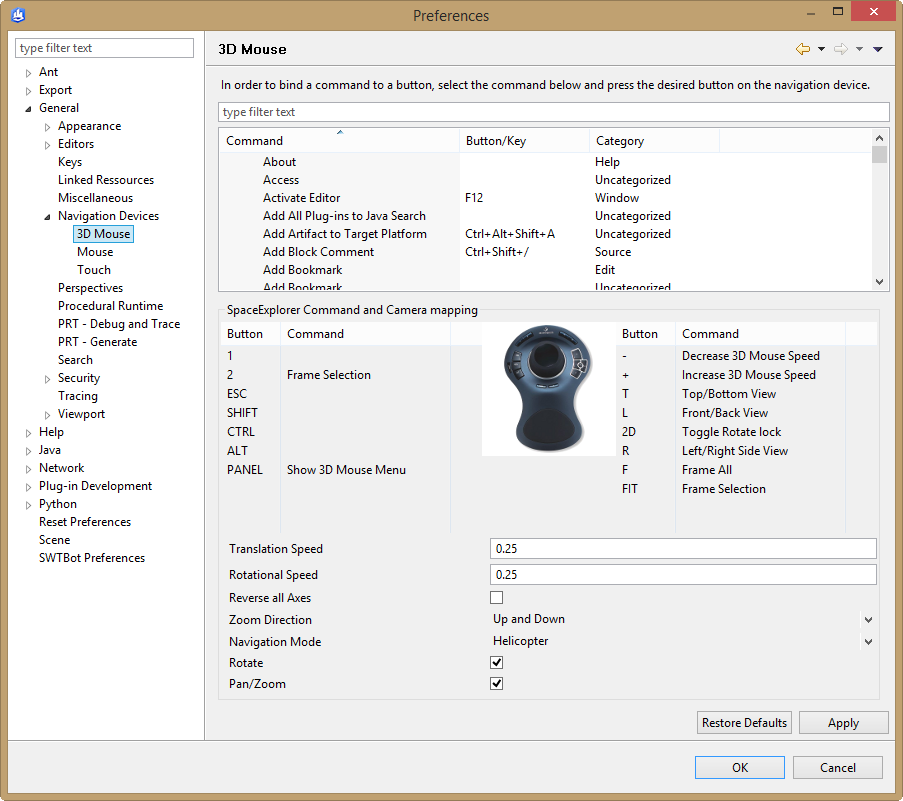 Preferences
type filter text
Ant
Export
General
Appearance
Editors
Keys
Linked Ressources
Miscellaneous
Navigation Devices
3D Mouse
Mouse
Touch
Perspectives
Procedural Runtime
PRT - Debug and Trace
PRT - Generate
Search
Security
Tracing
Viewport
Help
Java
Network
Plug-in Development
Python
Reset Preferences
Scene
SWTBot Preferences
3D Mouse
In order to bind a command to a button, select the command below and press the desired button on the navigation device.
type filter text
Command Button/Key Category
About Help
Access Uncategorized
Activate Editor F12 Window
Add All Plug-ins to Java Search Uncategorized
Add Artifact to Target Platform Ctrl+Alt+Shift+A Uncategorized
Add Block Comment Ctrl+Shift+/ Source
Add Bookmark Edit
Add Bookmark Uncategorized
SpaceExplorer Command and Camera mapping
Button Command
1
2 Frame Selection
ESC
SHIFT
CTRL
ALT
PANEL Show 3D Mouse Menu
Button Command
- Decrease 3D Mouse Speed
+ Increase 3D Mouse Speed
T Top/Bottom View
L Front/Back View
2D Toggle Rotate lock
R Left/Right Side View
F Frame All
FIT Frame Selection
Translation Speed 0.25
Rotational Speed 0.25
Reverse all Axes
Zoom Direction Up and Down
Navigation Mode Helicopter
Rotate
Pan/Zoom
Restore Defaults Apply
OK Cancel